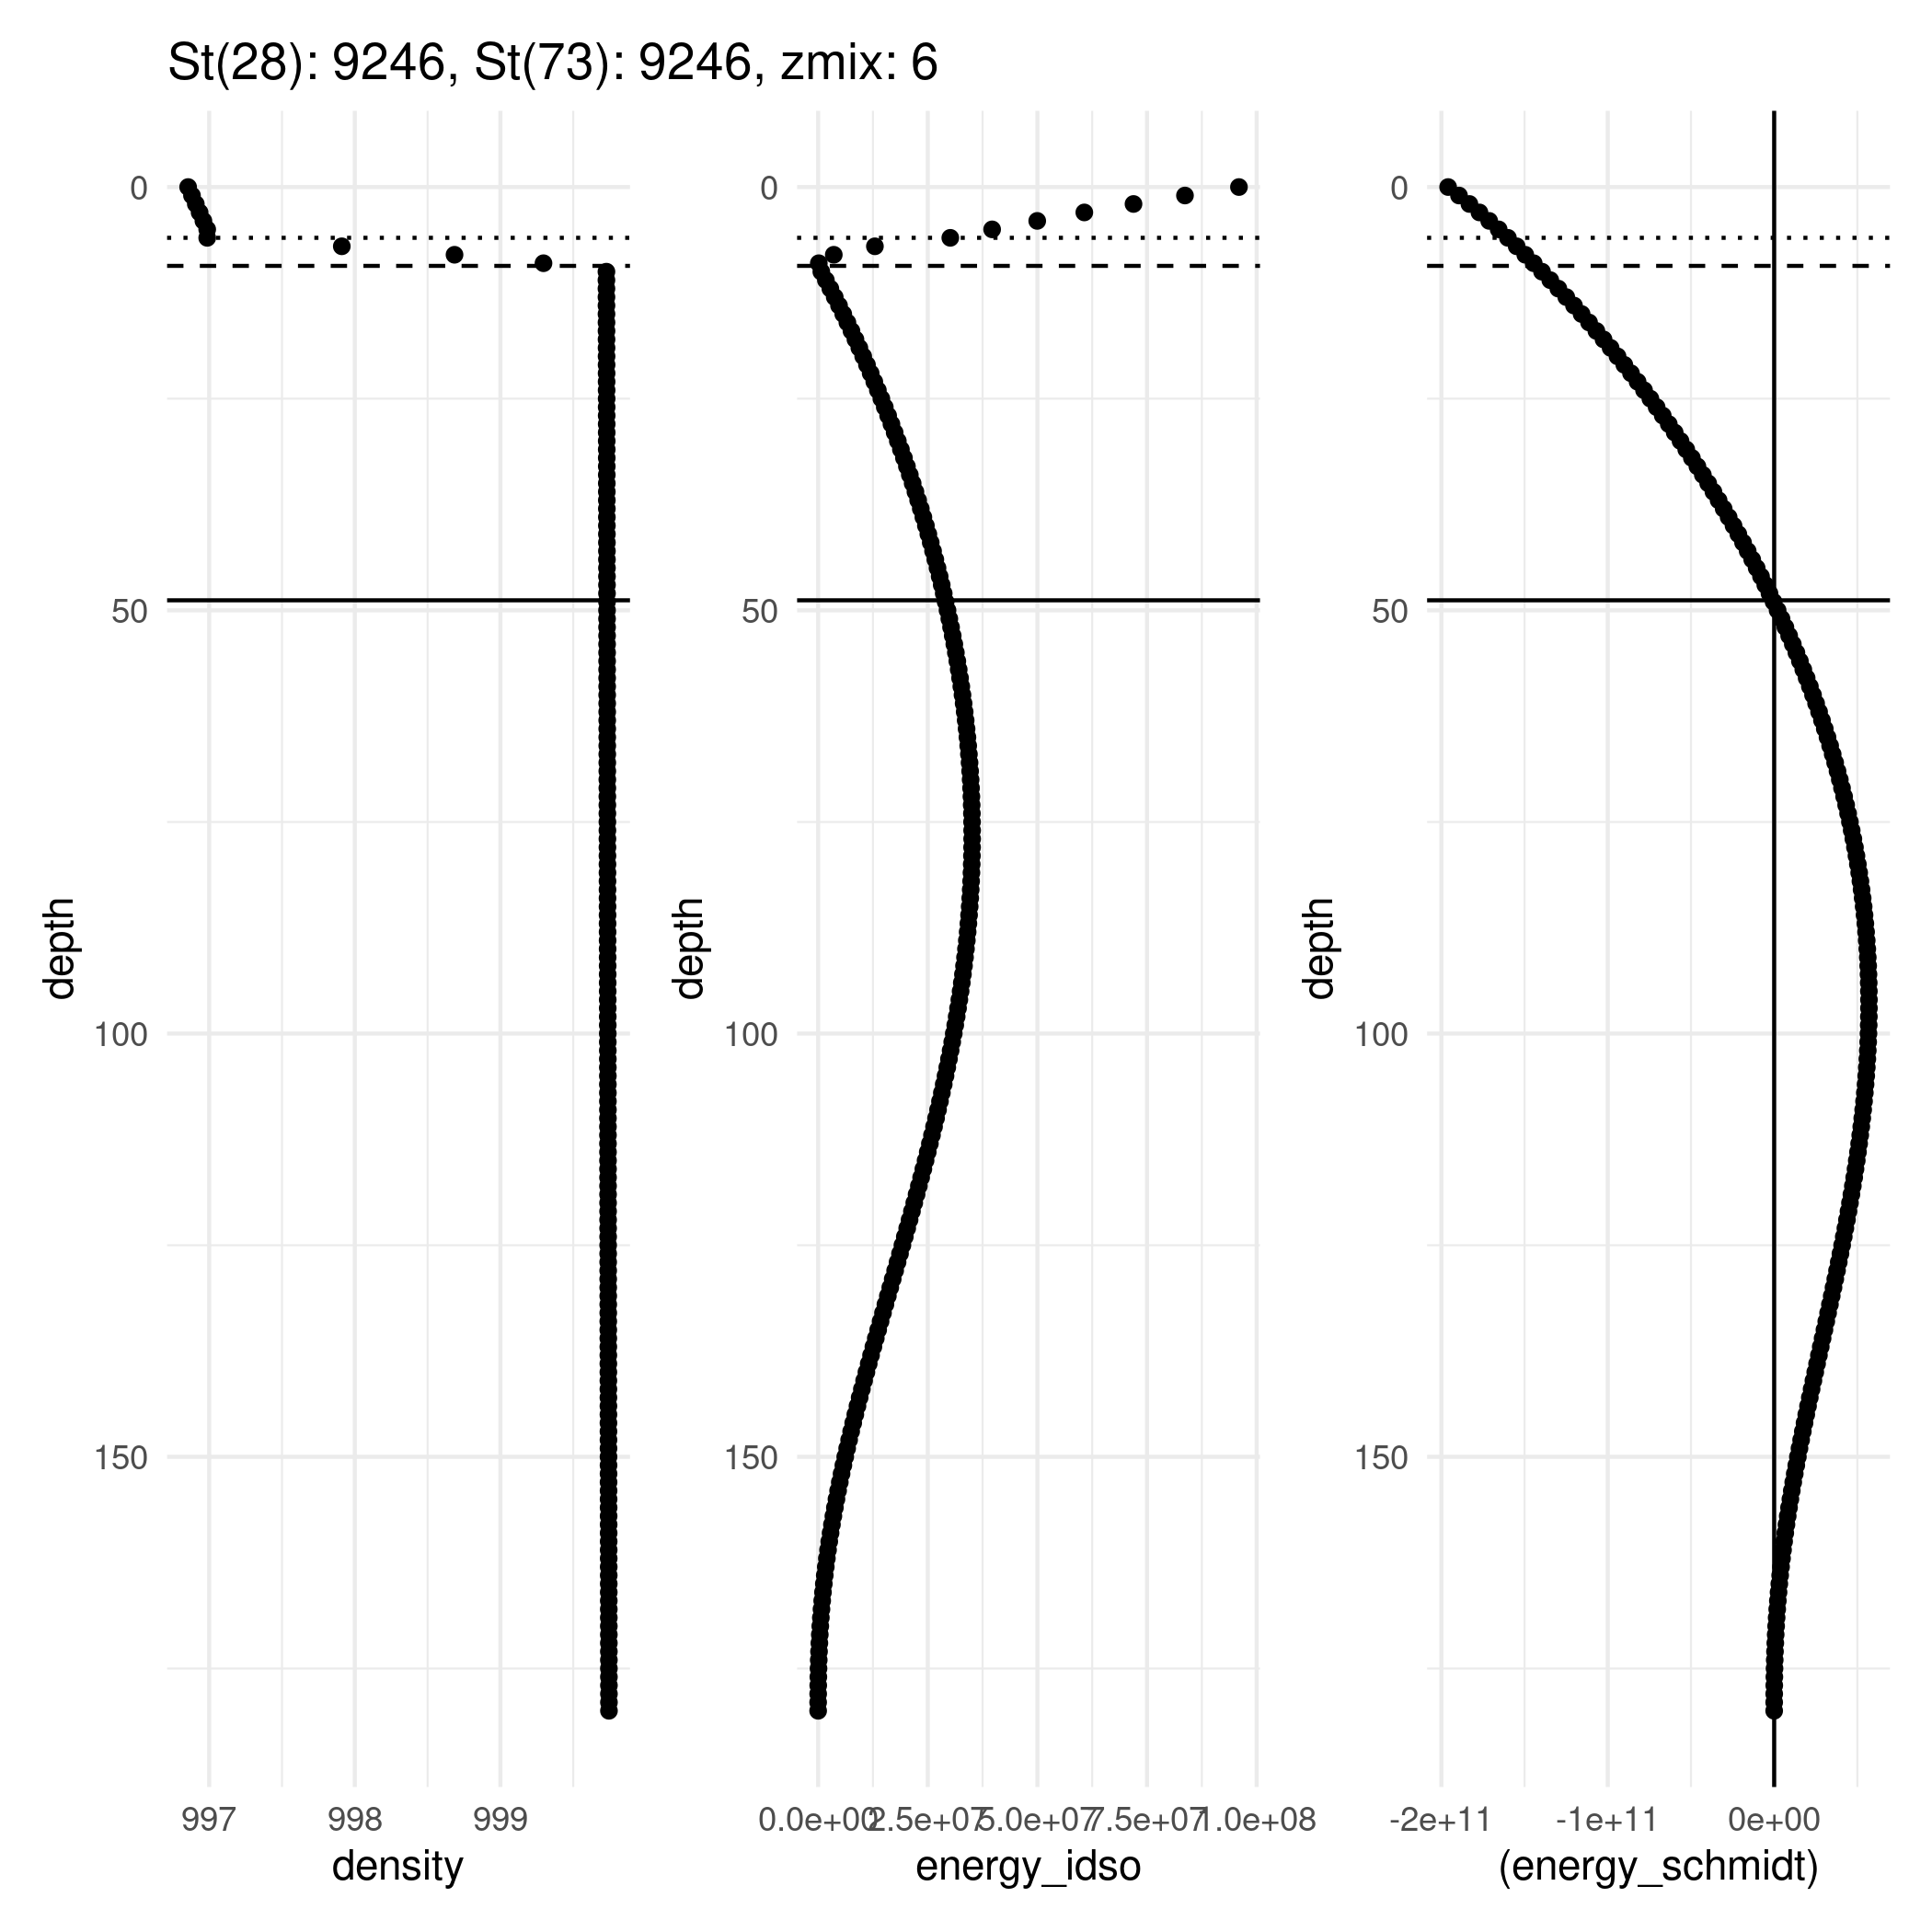 St(28): 9246, St(73): 9246, zmix: 6
0
50
100
150
depth
997 998 999
density
0
50
100
150
depth
0.0e+00 2.5e+07 5.0e+07 7.5e+07 1.0e+08
energy_idso
0
50
100
150
depth
-2e+11 -1e+11 0e+00
(energy_schmidt)